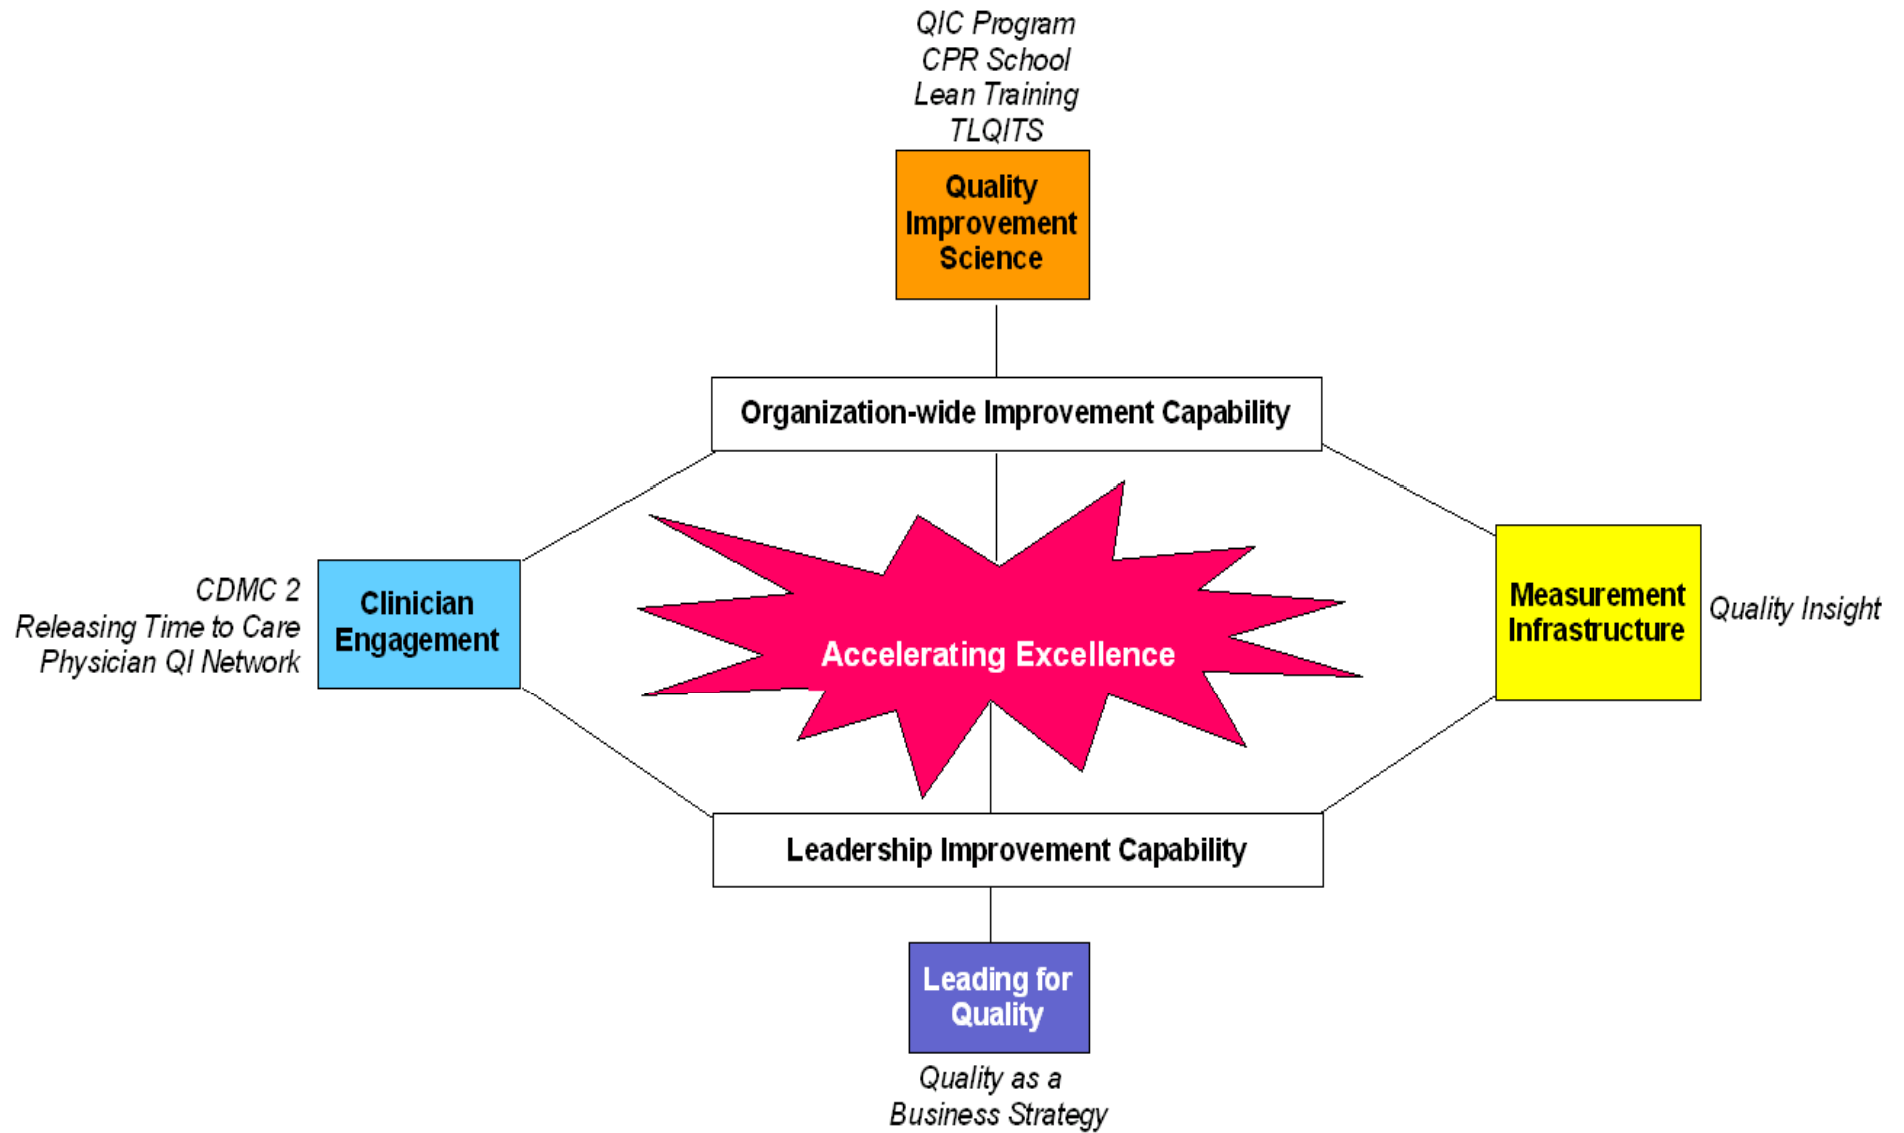 QIC Program
CPR School
Lean Training
TLQITS
Quality
Improvement
Science
Organization-wide Improvement Capability
CDMC 2
Releasing Time to Care
Physician QI Network
Clinician
Engagement
Accelerating Excellence
Measurement
Infrastructure
Quality Insight
Leadership Improvement Capability
Leading for
Quality
Quality as a
Business Strategy